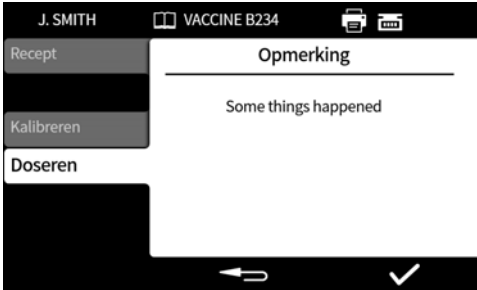 J. SMITH VACCINE B234
Recept
Opmerking
Some things happened
Kalibreren
Doseren